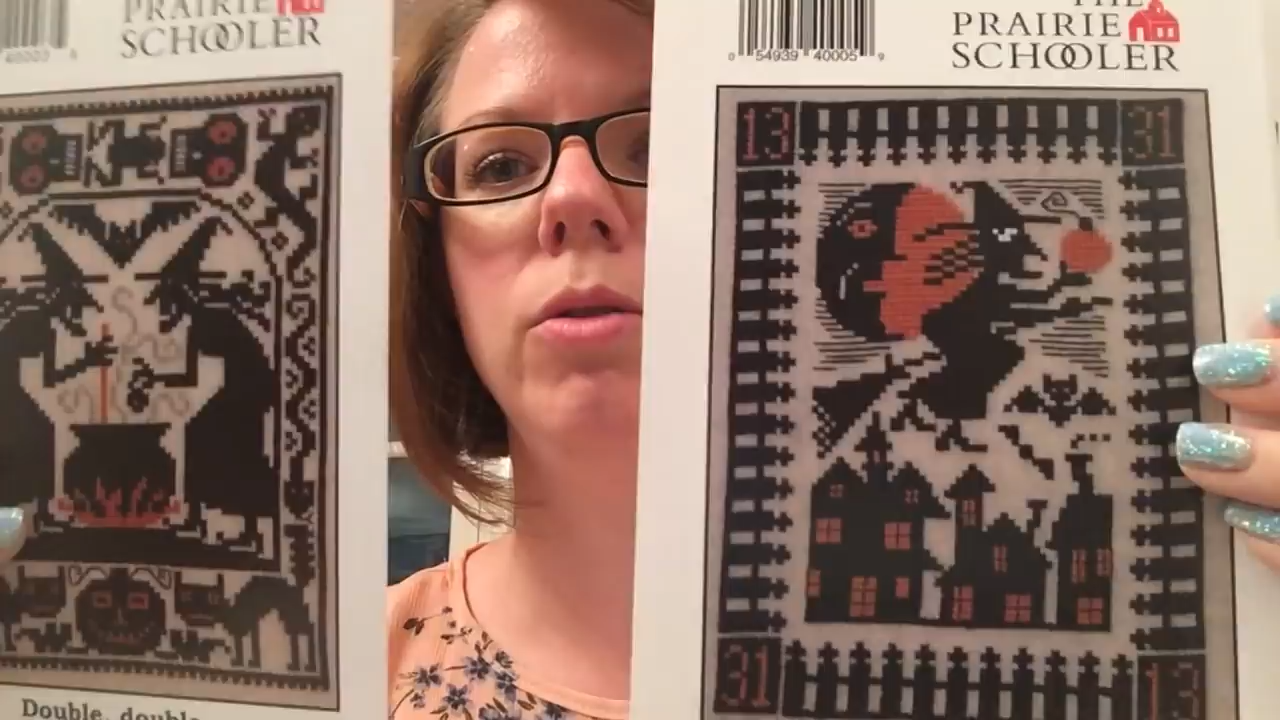 PRAIRIE
SCHOOLER
Double, double
THE
PRAIRIE
SCHOOLER
0 54939 40005 9
13 31
31 13